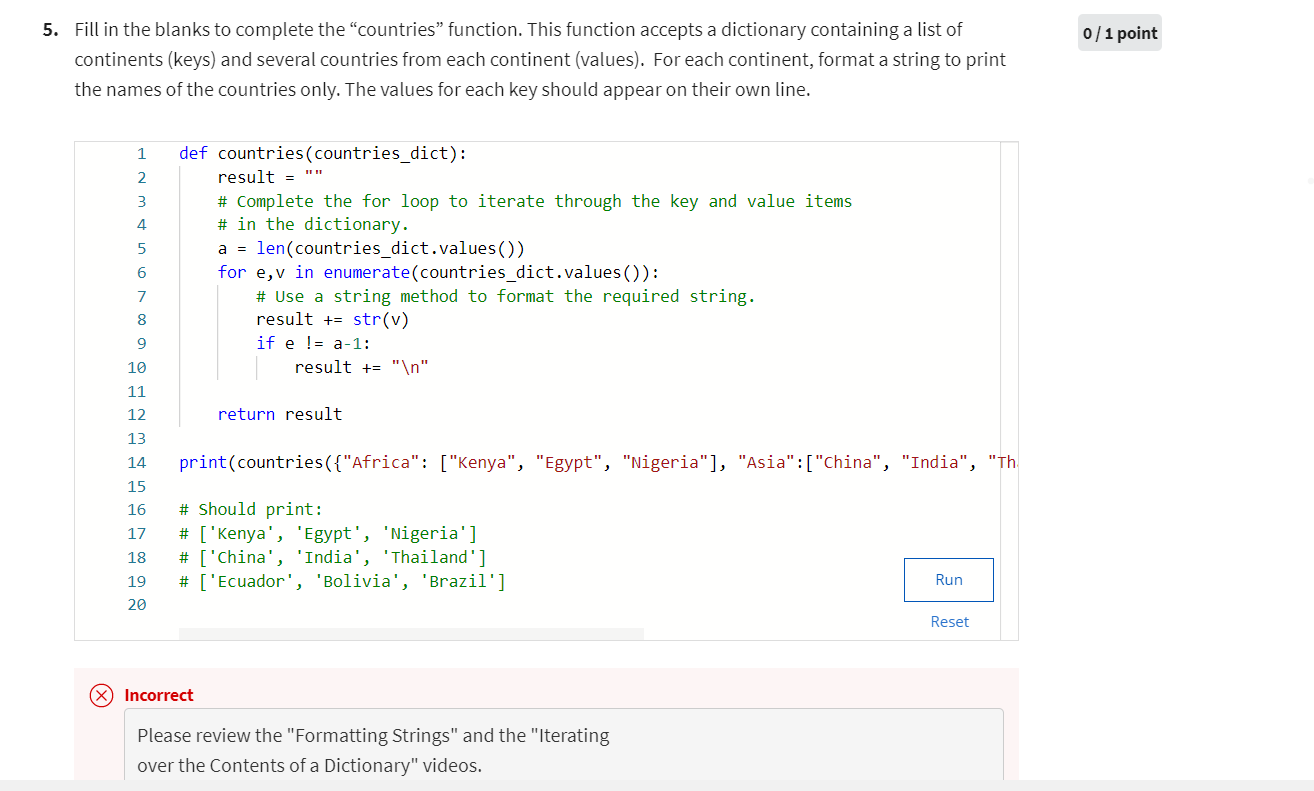 5. Fill in the blanks to complete the “countries” function. This function accepts a dictionary containing a list of
continents (keys) and several countries from each continent (values).  For each continent, format a string to print
the names of the countries only. The values for each key should appear on their own line.
0 / 1 point
1 def countries(countries_dict):
2     result = ""
3     # Complete the for loop to iterate through the key and value items
4     # in the dictionary.
5     a = len(countries_dict.values())
6     for e,v in enumerate(countries_dict.values()):
7         # Use a string method to format the required string.
8         result += str(v)
9         if e != a-1:
10             result += "\n"
11
12     return result
13
14 print(countries({"Africa": ["Kenya", "Egypt", "Nigeria"], "Asia":["China", "India", "Th
15
16 # Should print:
17 # ['Kenya', 'Egypt', 'Nigeria']
18 # ['China', 'India', 'Thailand']
19 # ['Ecuador', 'Bolivia', 'Brazil']
20
Run
Reset
Incorrect
Please review the "Formatting Strings" and the "Iterating
over the Contents of a Dictionary" videos.